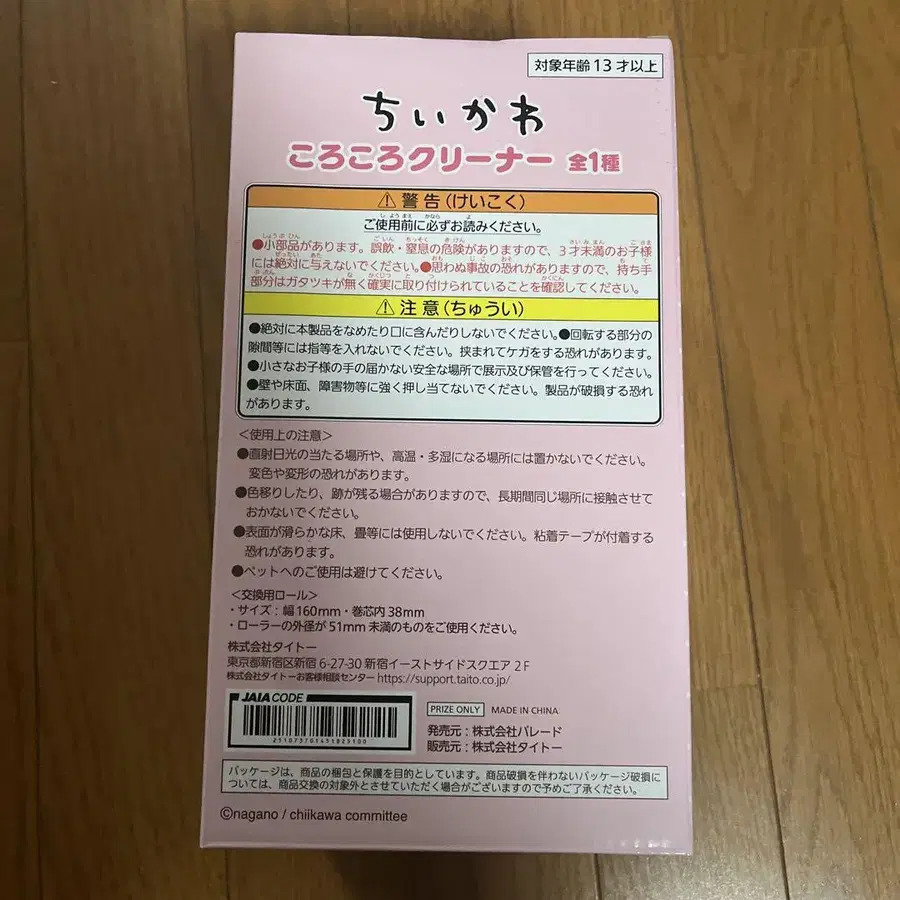 対象年齢13才以上
ちいかわ
ころころクリーナー 全1種
⚠警告(けいこく)
ご使用前に必ずお読みください。
●小部品があります。誤飲・窒息の危険がありますので、3才未満のお子様
には絶対に与えないでください。●思わぬ事故の恐れがありますので、持ち手
部分はガタツキが無く確実に取り付けられていることを確認してください。
⚠注意(ちゅうい)
●絶対に本製品をなめたり口に含んだりしないでください。●回転する部分の
隙間等には指等を入れないでください。挟まれてケガをする恐れがあります。
●小さなお子様の手の届かない安全な場所で展示及び保管を行ってください。
●壁や床面、障害物等に強く押し当てないでください。製品が破損する恐れ
があります。
<使用上の注意>
●直射日光の当たる場所や、高温・多湿になる場所には置かないでください。
変色や変形の恐れがあります。
●色移りしたり、跡が残る場合がありますので、長期間同じ場所に接触させて
おかないでください。
●表面が滑らかな床、畳等には使用しないでください。粘着テープが付着する
恐れがあります。
●ペットへのご使用は避けてください。
<交換用ロール>
・サイズ：幅160mm・巻芯内38mm
・ローラーの外径が51mm未満のものをご使用ください。
株式会社タイトー
東京都新宿区新宿6-27-30 新宿イーストサイドスクエア 2F
株式会社タイトーお客様相談センター https://support.taito.co.jp/
JAIA CODE
PRIZE ONLY MADE IN CHINA
発売元：株式会社パレード
販売元：株式会社タイトー
パッケージは、商品の梱包と保護を目的としています。商品破損を伴わないパッケージ破損に
ついては、商品交換の対象外とさせていただく場合がございますので予めご了承ください。
©nagano / chiikawa committee